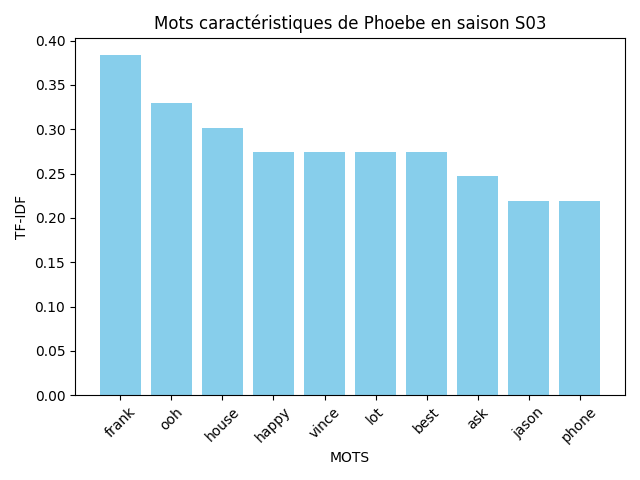 Mots caractéristiques de Phoebe en saison S03
0.40
0.35
0.30
0.25
0.20
0.15
0.10
0.05
0.00
TF-IDF
frank
ooh
house
happy
vince
lot
best
ask
jason
phone
MOTS